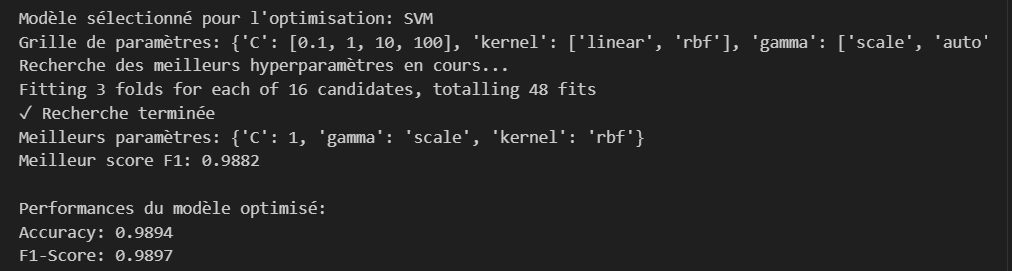 Modèle sélectionné pour l'optimisation: SVM
Grille de paramètres: {'C': [0.1, 1, 10, 100], 'kernel': ['linear', 'rbf'], 'gamma': ['scale', 'auto'
Recherche des meilleurs hyperparamètres en cours...
Fitting 3 folds for each of 16 candidates, totalling 48 fits
✓ Recherche terminée
Meilleurs paramètres: {'C': 1, 'gamma': 'scale', 'kernel': 'rbf'}
Meilleur score F1: 0.9882
Performances du modèle optimisé:
Accuracy: 0.9894
F1-Score: 0.9897